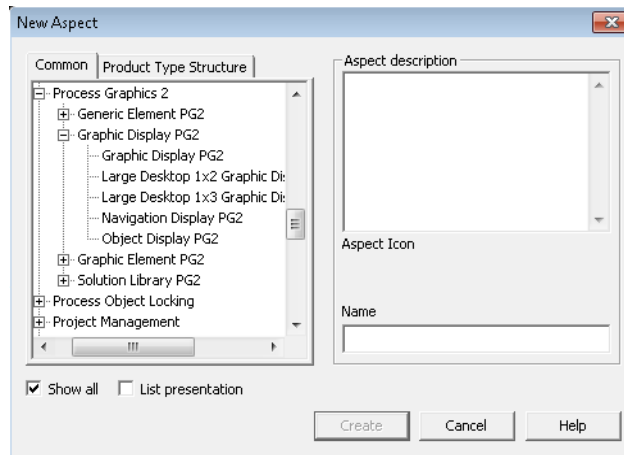 New Aspect
Common
Product Type Structure
Process Graphics 2
Generic Element PG2
Graphic Display PG2
Graphic Display PG2
Large Desktop 1x2 Graphic
Large Desktop 1x3 Graphic
Navigation Display PG2
Object Display PG2
Graphic Element PG2
Solution Library PG2
Process Object Locking
Project Management
Show all
List presentation
Aspect description
Aspect Icon
Name
Create
Cancel
Help